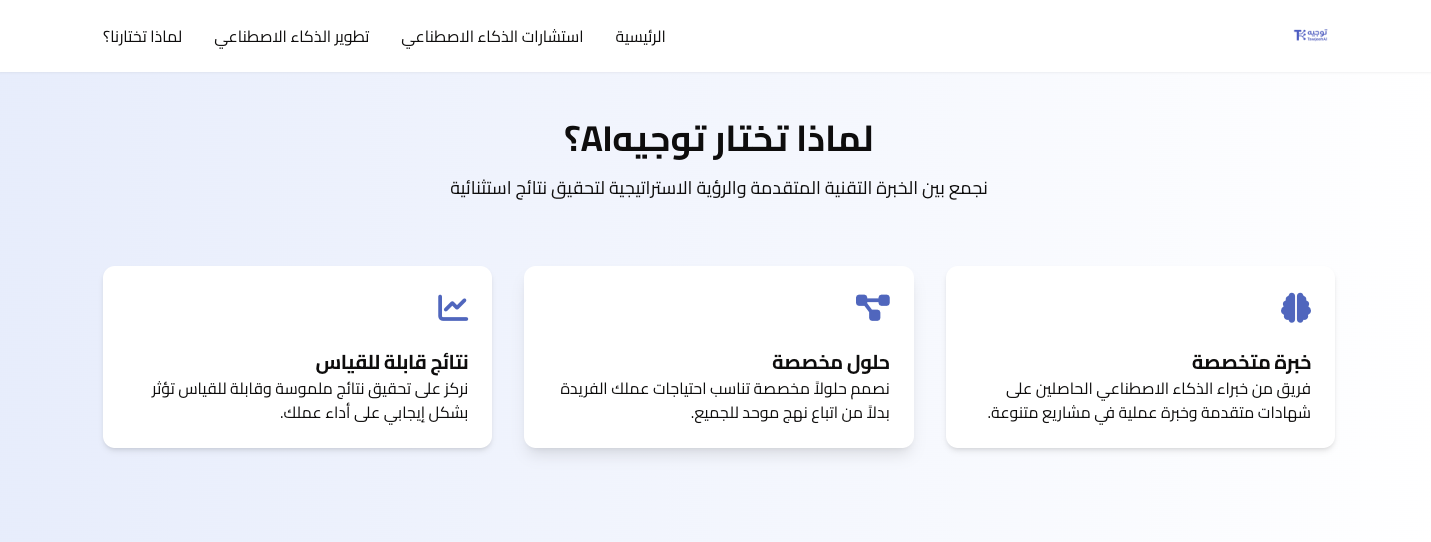 توجيه
الرئيسية
استشارات الذكاء الاصطناعي
تطوير الذكاء الاصطناعي
لماذا تختارنا؟
لماذا تختار توجيهAI؟
نجمع بين الخبرة التقنية المتقدمة والرؤية الاستراتيجية لتحقيق نتائج استثنائية
خبرة متخصصة
فريق من خبراء الذكاء الاصطناعي الحاصلين على
شهادات متقدمة وخبرة عملية في مشاريع متنوعة.
حلول مخصصة
نصمم حلولاً مخصصة تناسب احتياجات عملك الفريدة
بدلاً من اتباع نهج موحد للجميع.
نتائج قابلة للقياس
نركز على تحقيق نتائج ملموسة وقابلة للقياس تؤثر
بشكل إيجابي على أداء عملك.